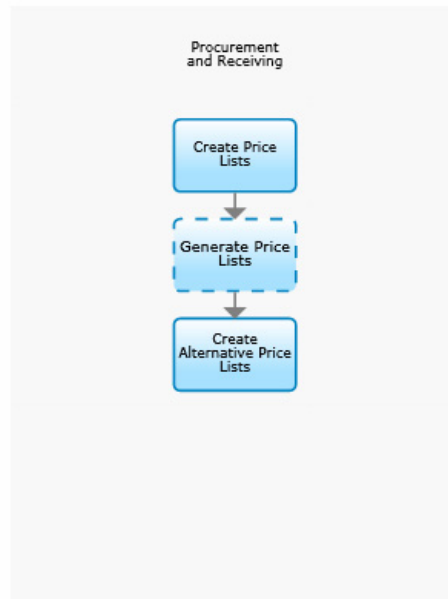 Procurement
and Receiving
Create Price
Lists
Generate Price
Lists
Create
Alternative Price
Lists